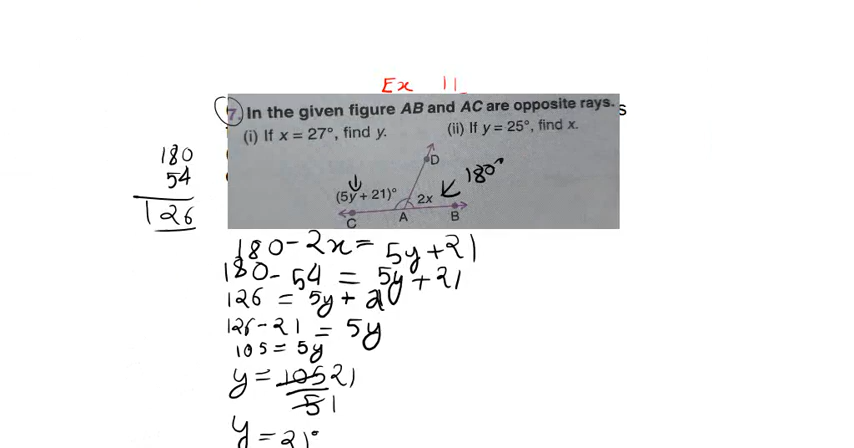 Ex 11
7. In the given figure AB and AC are opposite rays. s
(i) If x = 27°, find y. (ii) If y = 25°, find x.
180
54
126
D
180°
(5y + 21)° 2x
C A B
180 - 2x = 5y + 21
180 - 54 = 5y + 21
126 = 5y + 21
126 - 21 = 5y
105 = 5y
y = 105 21
5 1
y = 21°